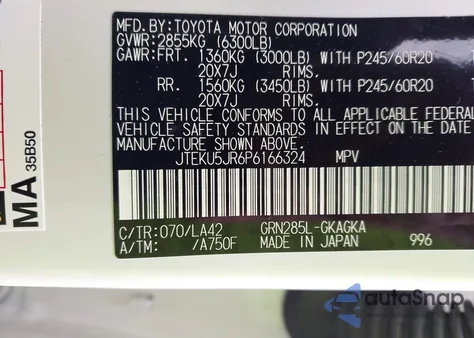 MFD.BY:TOYOTA MOTOR CORPORATION
GVWR:2855KG (6300LB)
GAWR:FRT. 1360KG (3000LB) WITH P245/60R20
20X7J RIMS.
RR. 1560KG (3450LB) WITH P245/60R20
20X7J RIMS.
THIS VEHICLE CONFORMS TO ALL APPLICABLE FEDERAL
VEHICLE SAFETY STANDARDS IN EFFECT ON THE DATE OF
MANUFACTURE SHOWN ABOVE.
JTEKU5JR6P6166324 MPV
C/TR:070/LA42 GRN285L-GKAGKA
A/TM: /A750F MADE IN JAPAN 996
MA 35B50
autoSnap